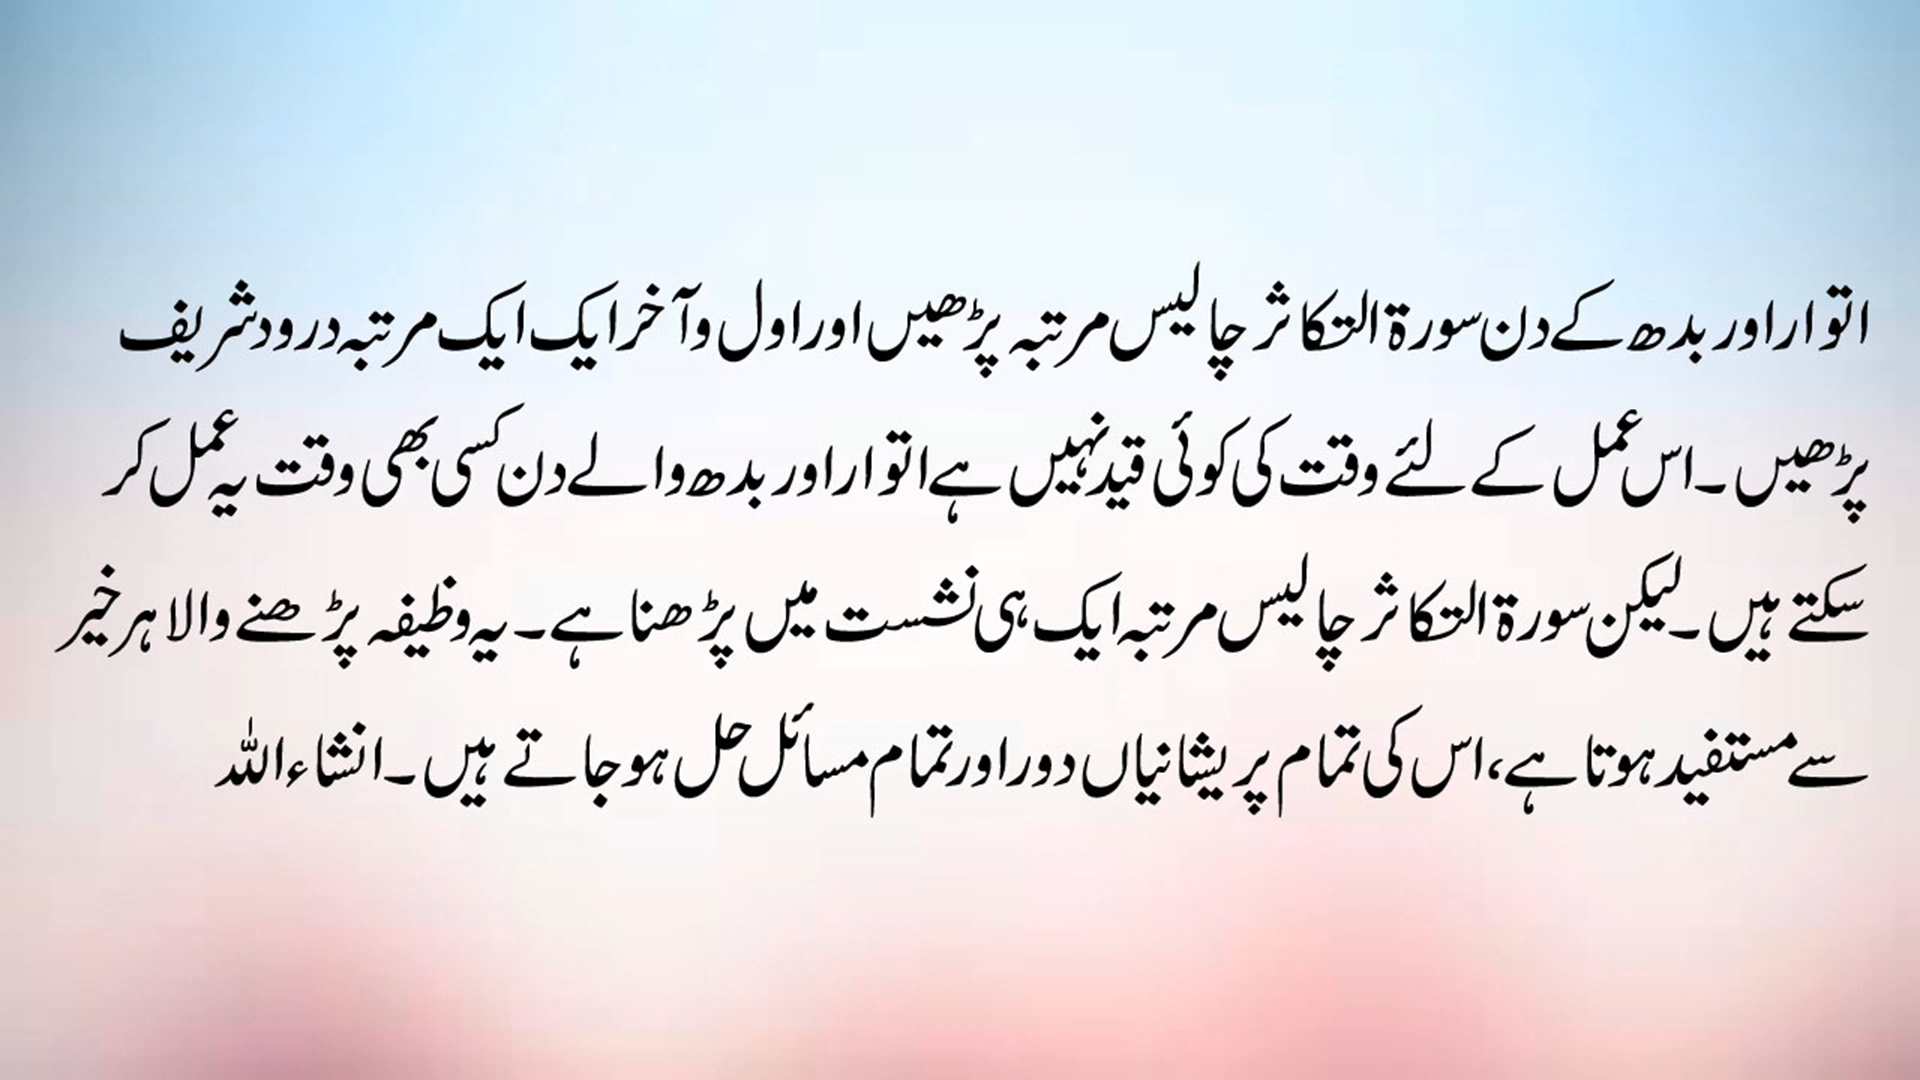 اتوار اور بدھ کے دن سورۃ التکاثر چالیس مرتبہ پڑھیں اور اول و آخر ایک ایک مرتبہ درود شریف
پڑھیں۔ اس عمل کے لئے وقت کی کوئی قید نہیں ہے اتوار اور بدھ والے دن کسی بھی وقت یہ عمل کر
سکتے ہیں۔ لیکن سورۃ التکاثر چالیس مرتبہ ایک ہی نشست میں پڑھنا ہے۔ یہ وظیفہ پڑھنے والا ہر خیر
سے مستفید ہوتا ہے، اس کی تمام پریشانیاں دور اور تمام مسائل حل ہو جاتے ہیں۔ انشاء اللہ